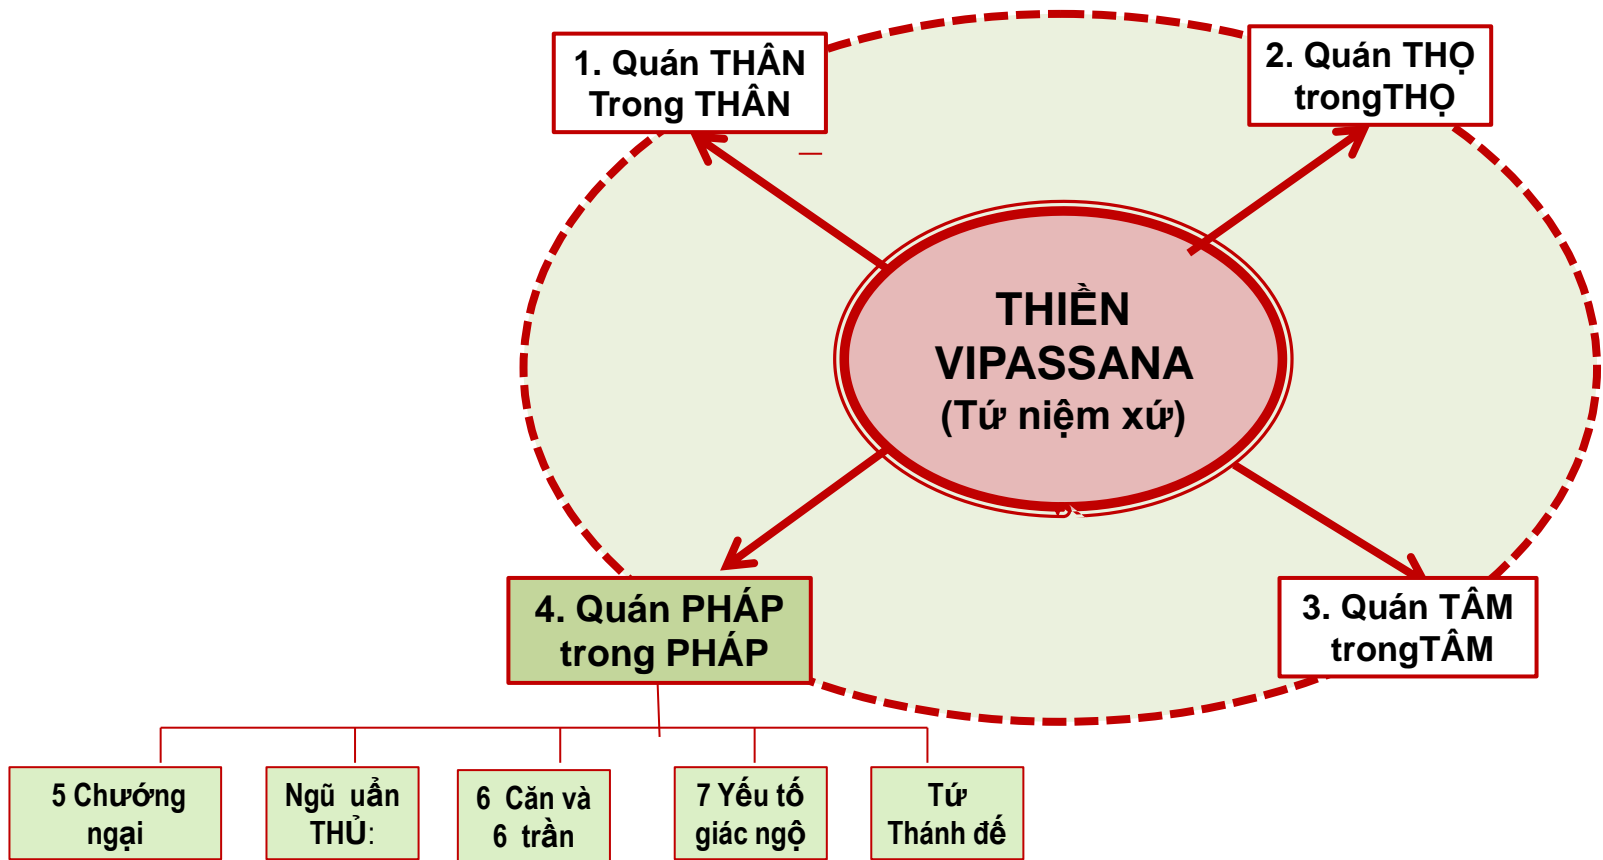 1. Quán THÂN
Trong THÂN
2. Quán THỌ
trongTHỌ
THIỀN
VIPASSANA
(Tứ niệm xứ)
4. Quán PHÁP
trong PHÁP
3. Quán TÂM
trongTÂM
5 Chướng
ngại
Ngũ uẩn
THỦ:
6 Căn và
6 trần
7 Yếu tố
giác ngộ
Tứ
Thánh đế